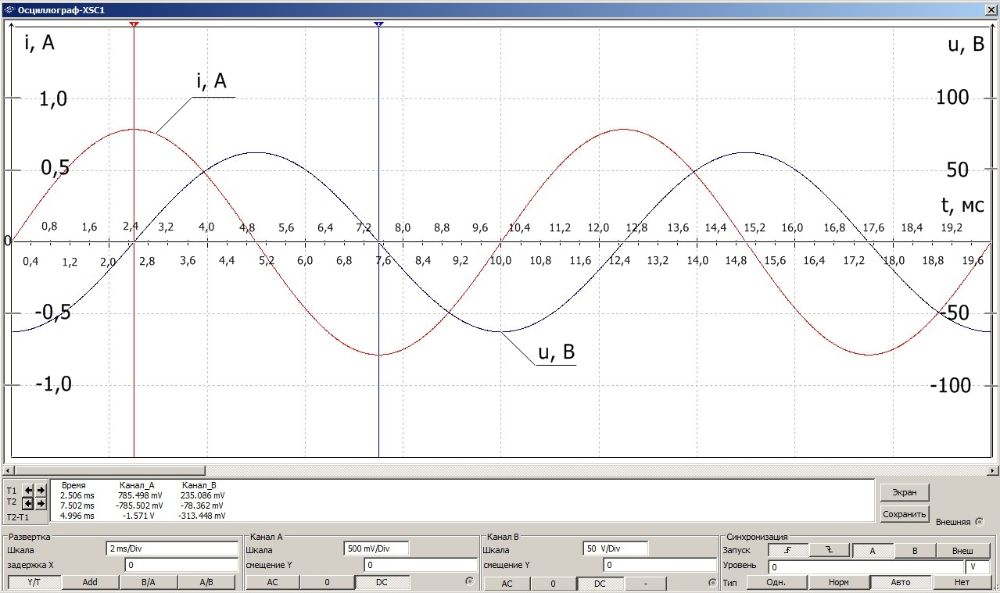 Осциллограф-XSC1
i, A
u, B
i, A
1,0
100
0,5
50
t, мс
0,8 1,6 2,4 3,2 4,0 4,8 5,6 6,4 7,2 8,0 8,8 9,6 10,4 11,2 12,0 12,8 13,6 14,4 15,2 16,0 16,8 17,6 18,4 19,2
0
0,4 1,2 2,0 2,8 3,6 4,4 5,2 6,0 6,8 7,6 8,4 9,2 10,0 10,8 11,6 12,4 13,2 14,0 14,8 15,6 16,4 17,2 18,0 18,8 19,6
-0,5
-50
u, B
-1,0
-100
T1
T2
T2-T1
Время Канал_A Канал_B
2.506 ms 785.498 mV 235.086 mV
7.502 ms -785.502 mV -78.362 mV
4.996 ms -1.571 V -313.448 mV
Экран
Сохранить
Внешняя
Развертка
Шкала 2 ms/Div
задержка X 0
Y/T Add B/A A/B
Канал A
Шкала 500 mV/Div
смещение Y 0
AC 0 DC
Канал B
Шкала 50 V/Div
смещение Y 0
AC 0 DC -
Синхронизация
Запуск A B Внеш
Уровень 0 V
Тип Одн. Норм Авто Нет